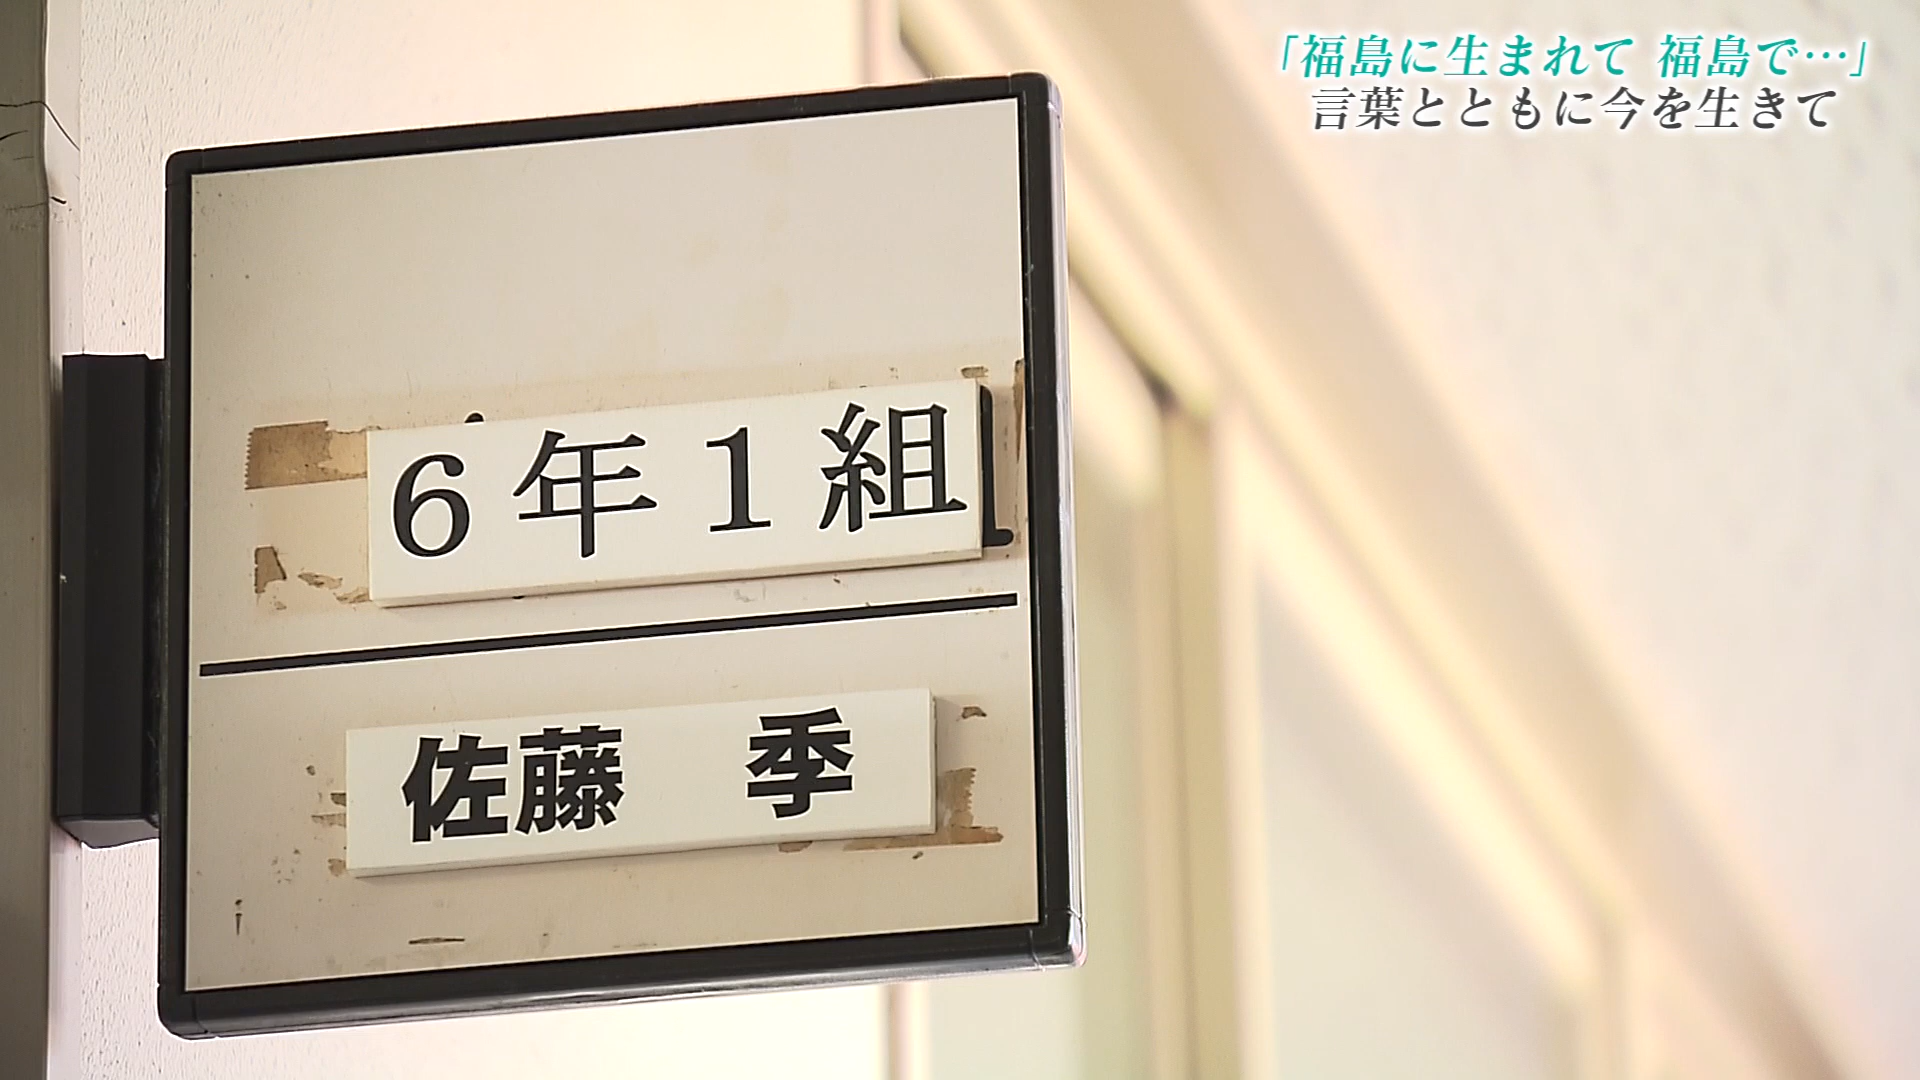 「福島に生まれて 福島で…」
言葉とともに今を生きて
6年1組
佐藤 季